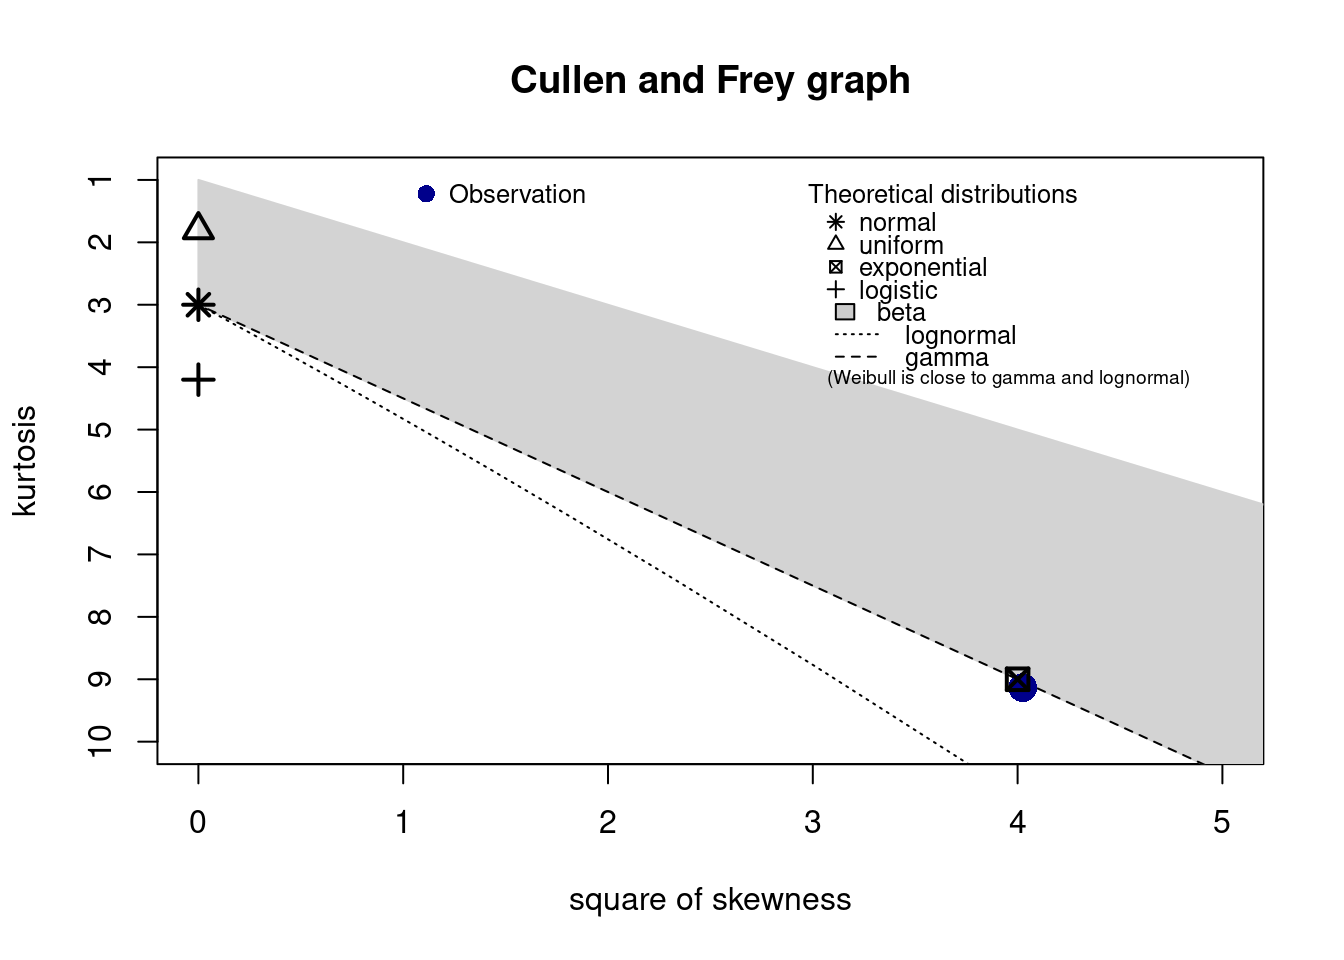 Cullen and Frey graph
Observation
Theoretical distributions
normal
uniform
exponential
logistic
beta
lognormal
gamma
(Weibull is close to gamma and lognormal)
kurtosis
1
2
3
4
5
6
7
8
9
10
0 1 2 3 4 5
square of skewness